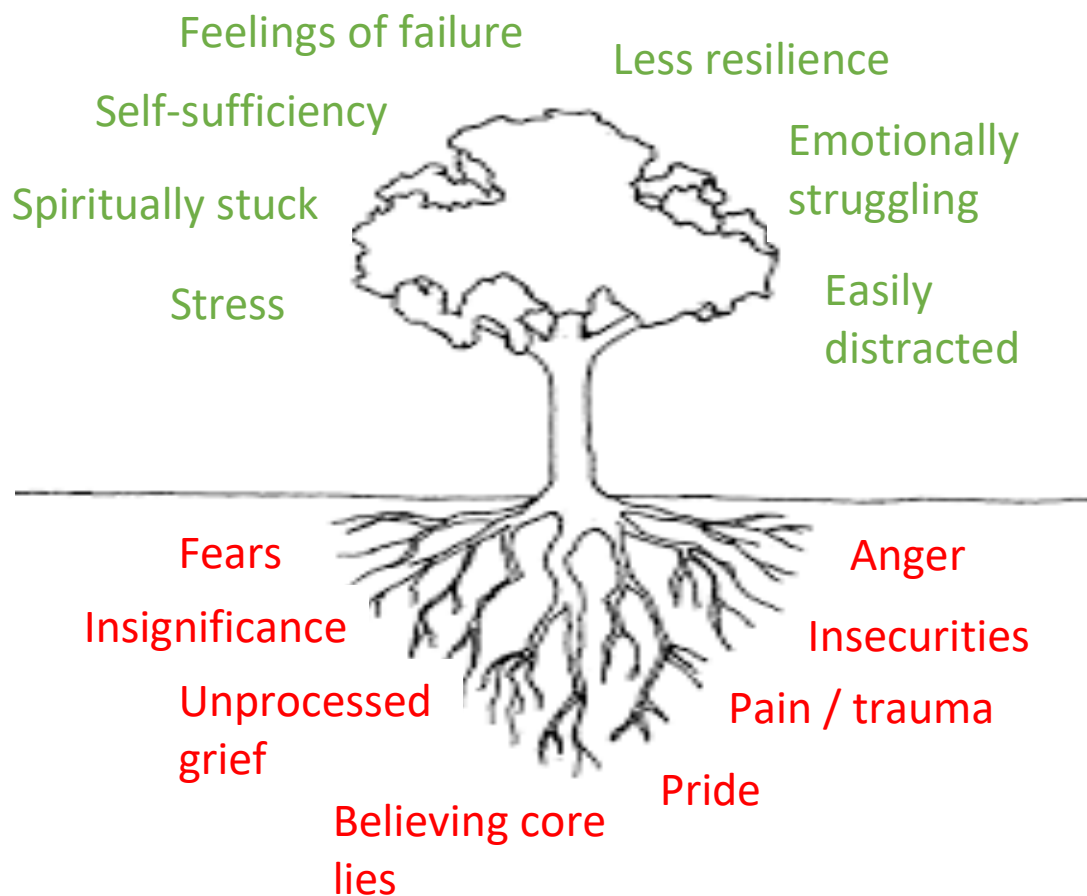 Feelings of failure
Less resilience
Self-sufficiency
Emotionally
struggling
Spiritually stuck
Stress
Easily
distracted
Fears
Anger
Insignificance
Insecurities
Unprocessed
grief
Pain / trauma
Pride
Believing core
lies